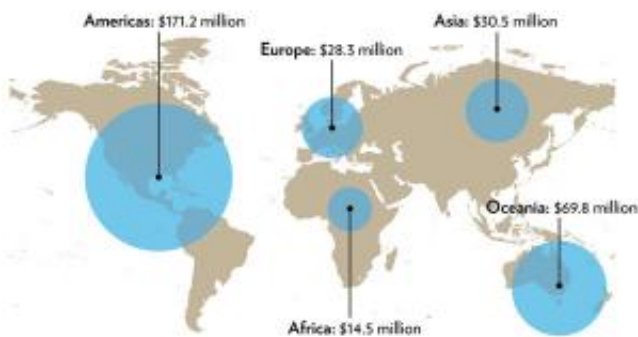 Americas: $171.2 million
Asia: $30.5 million
Europe: $28.3 million
Oceania: $69.8 million
Africa: $14.5 million